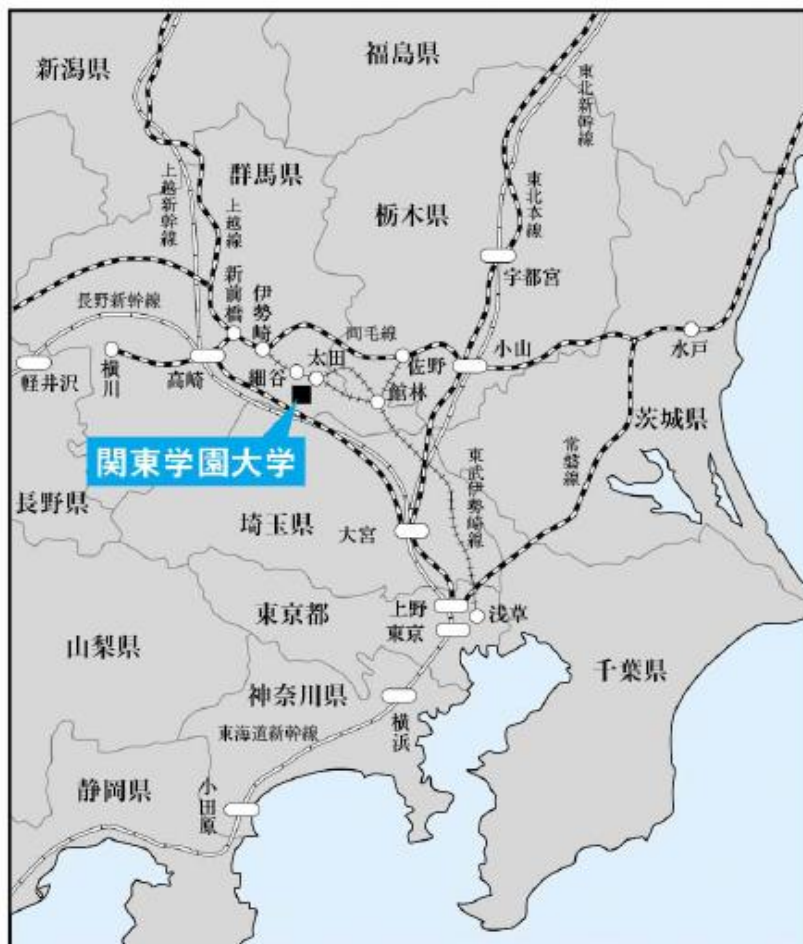 福島県
新潟県
東北新幹線
群馬県
上越新幹線
上越線
栃木県
東北本線
宇都宮
新前橋
伊勢崎
長野新幹線
両毛線
軽井沢
横川
高崎
細谷
太田
佐野
小山
水戸
館林
茨城県
関東学園大学
長野県
埼玉県
大宮
東武伊勢崎線
常磐線
上野
浅草
東京
東京都
山梨県
神奈川県
千葉県
横浜
東海道新幹線
静岡県
小田原